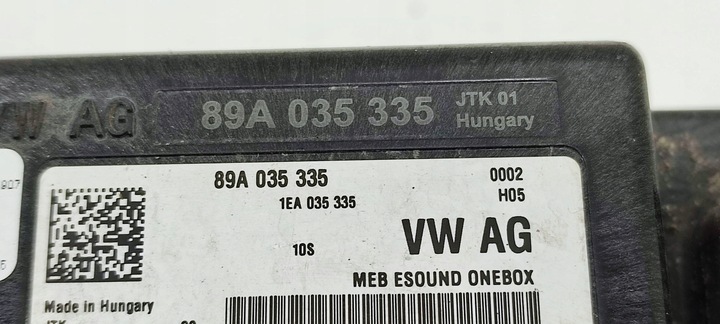 VW AG
89A 035 335
JTK 01
Hungary
89A 035 335
0002
1EA 035 335
H05
10S
VW AG
MEB ESOUND ONEBOX
Made in Hungary